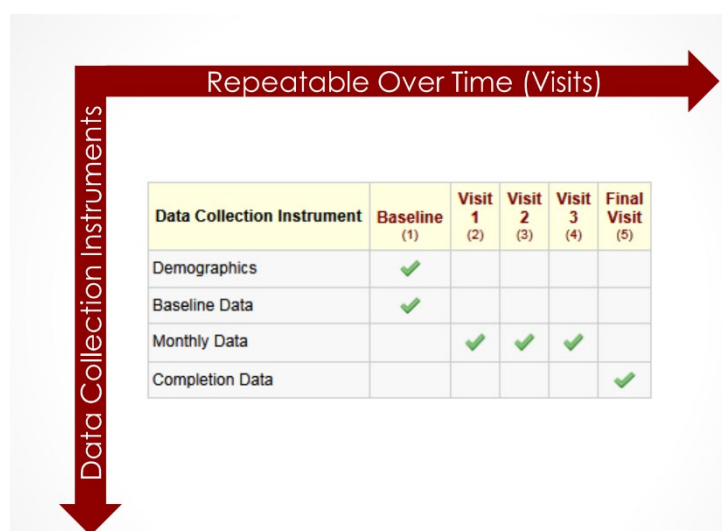 Repeatable Over Time (Visits)
Data Collection Instruments
Data Collection Instrument
Baseline
(1)
Visit
1
(2)
Visit
2
(3)
Visit
3
(4)
Final
Visit
(5)
Demographics
Baseline Data
Monthly Data
Completion Data